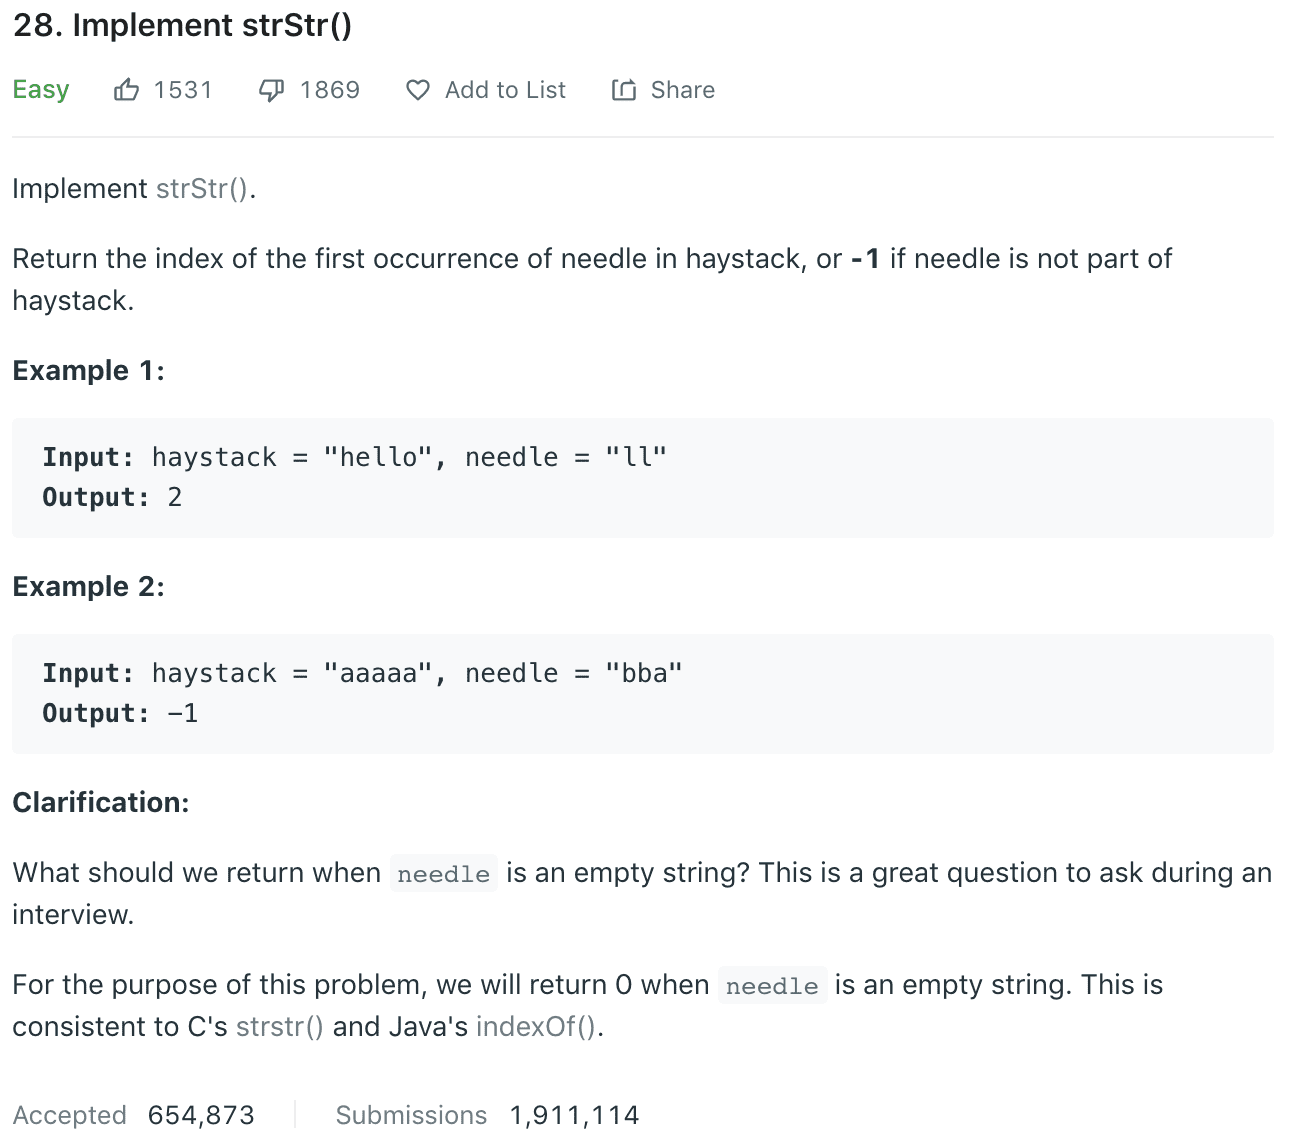 28. Implement strStr()
Easy 1531 1869 Add to List Share
Implement strStr().
Return the index of the first occurrence of needle in haystack, or -1 if needle is not part of
haystack.
Example 1:
Input: haystack = "hello", needle = "ll"
Output: 2
Example 2:
Input: haystack = "aaaaa", needle = "bba"
Output: -1
Clarification:
What should we return when needle is an empty string? This is a great question to ask during an
interview.
For the purpose of this problem, we will return 0 when needle is an empty string. This is
consistent to C's strstr() and Java's indexOf().
Accepted 654,873 Submissions 1,911,114